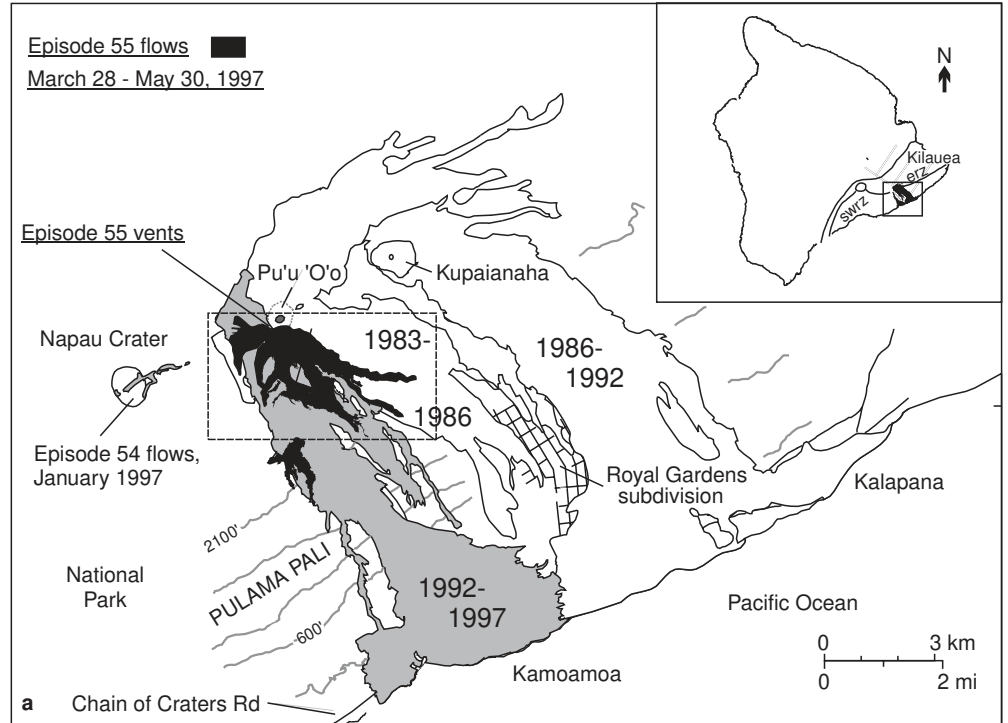 Episode 55 flows
March 28 - May 30, 1997
N
Kilauea
erz
swrz
Episode 55 vents
Pu'u 'O'o
Kupaianaha
Napau Crater
1983-
1986
1986-
1992
Episode 54 flows,
January 1997
Royal Gardens
subdivision
Kalapana
2100'
PULAMA PALI
600'
National
Park
1992-
1997
Pacific Ocean
Kamoamoa
0 3 km
0 2 mi
a
Chain of Craters Rd